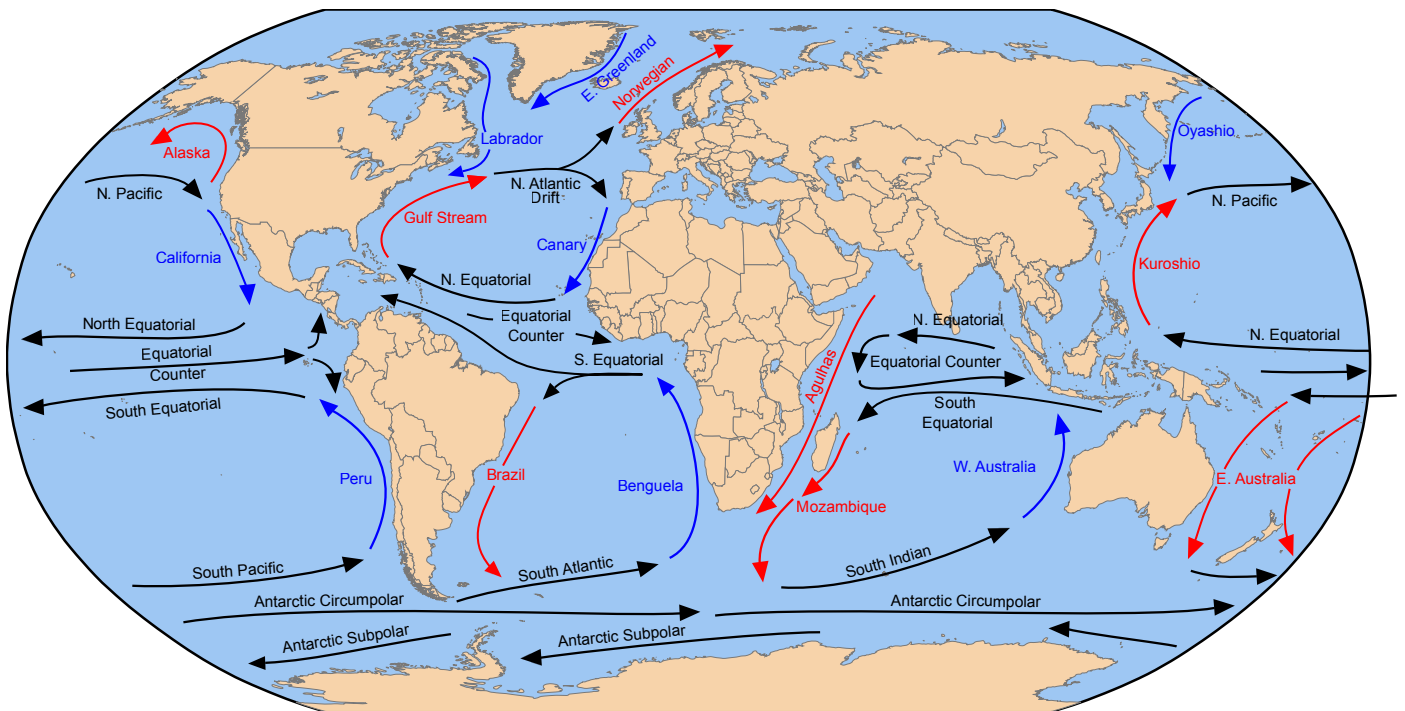 E. Greenland
Norwegian
Labrador
Oyashio
Alaska
N. Pacific
N. Atlantic
Drift
N. Pacific
Gulf Stream
California
Canary
Kuroshio
N. Equatorial
North Equatorial
Equatorial
Counter
N. Equatorial
N. Equatorial
Equatorial
Counter
S. Equatorial
Equatorial Counter
Agulhas
South Equatorial
South
Equatorial
Peru
Brazil
Benguela
W. Australia
E. Australia
Mozambique
South Pacific
South Atlantic
South Indian
Antarctic Circumpolar
Antarctic Circumpolar
Antarctic Subpolar
Antarctic Subpolar